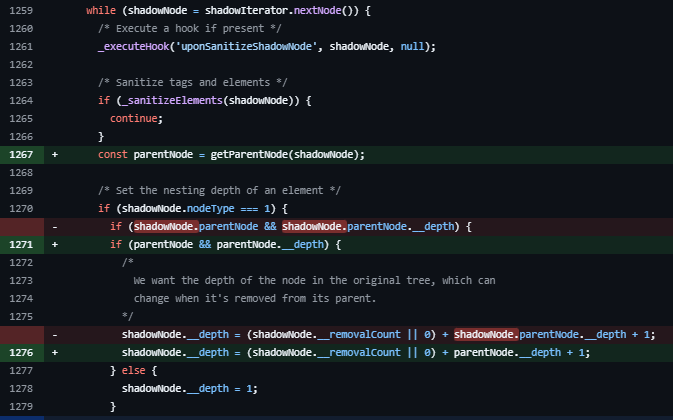 1259 while (shadowNode = shadowIterator.nextNode()) {
1260 /* Execute a hook if present */
1261 _executeHook('uponSanitizeShadowNode', shadowNode, null);
1262
1263 /* Sanitize tags and elements */
1264 if (_sanitizeElements(shadowNode)) {
1265 continue;
1266 }
1267 + const parentNode = getParentNode(shadowNode);
1268
1269 /* Set the nesting depth of an element */
1270 if (shadowNode.nodeType === 1) {
- if (shadowNode.parentNode && shadowNode.parentNode.__depth) {
1271 + if (parentNode && parentNode.__depth) {
1272 /*
1273 We want the depth of the node in the original tree, which can
1274 change when it's removed from its parent.
1275 */
- shadowNode.__depth = (shadowNode.__removalCount || 0) + shadowNode.parentNode.__depth + 1;
1276 + shadowNode.__depth = (shadowNode.__removalCount || 0) + parentNode.__depth + 1;
1277 } else {
1278 shadowNode.__depth = 1;
1279 }